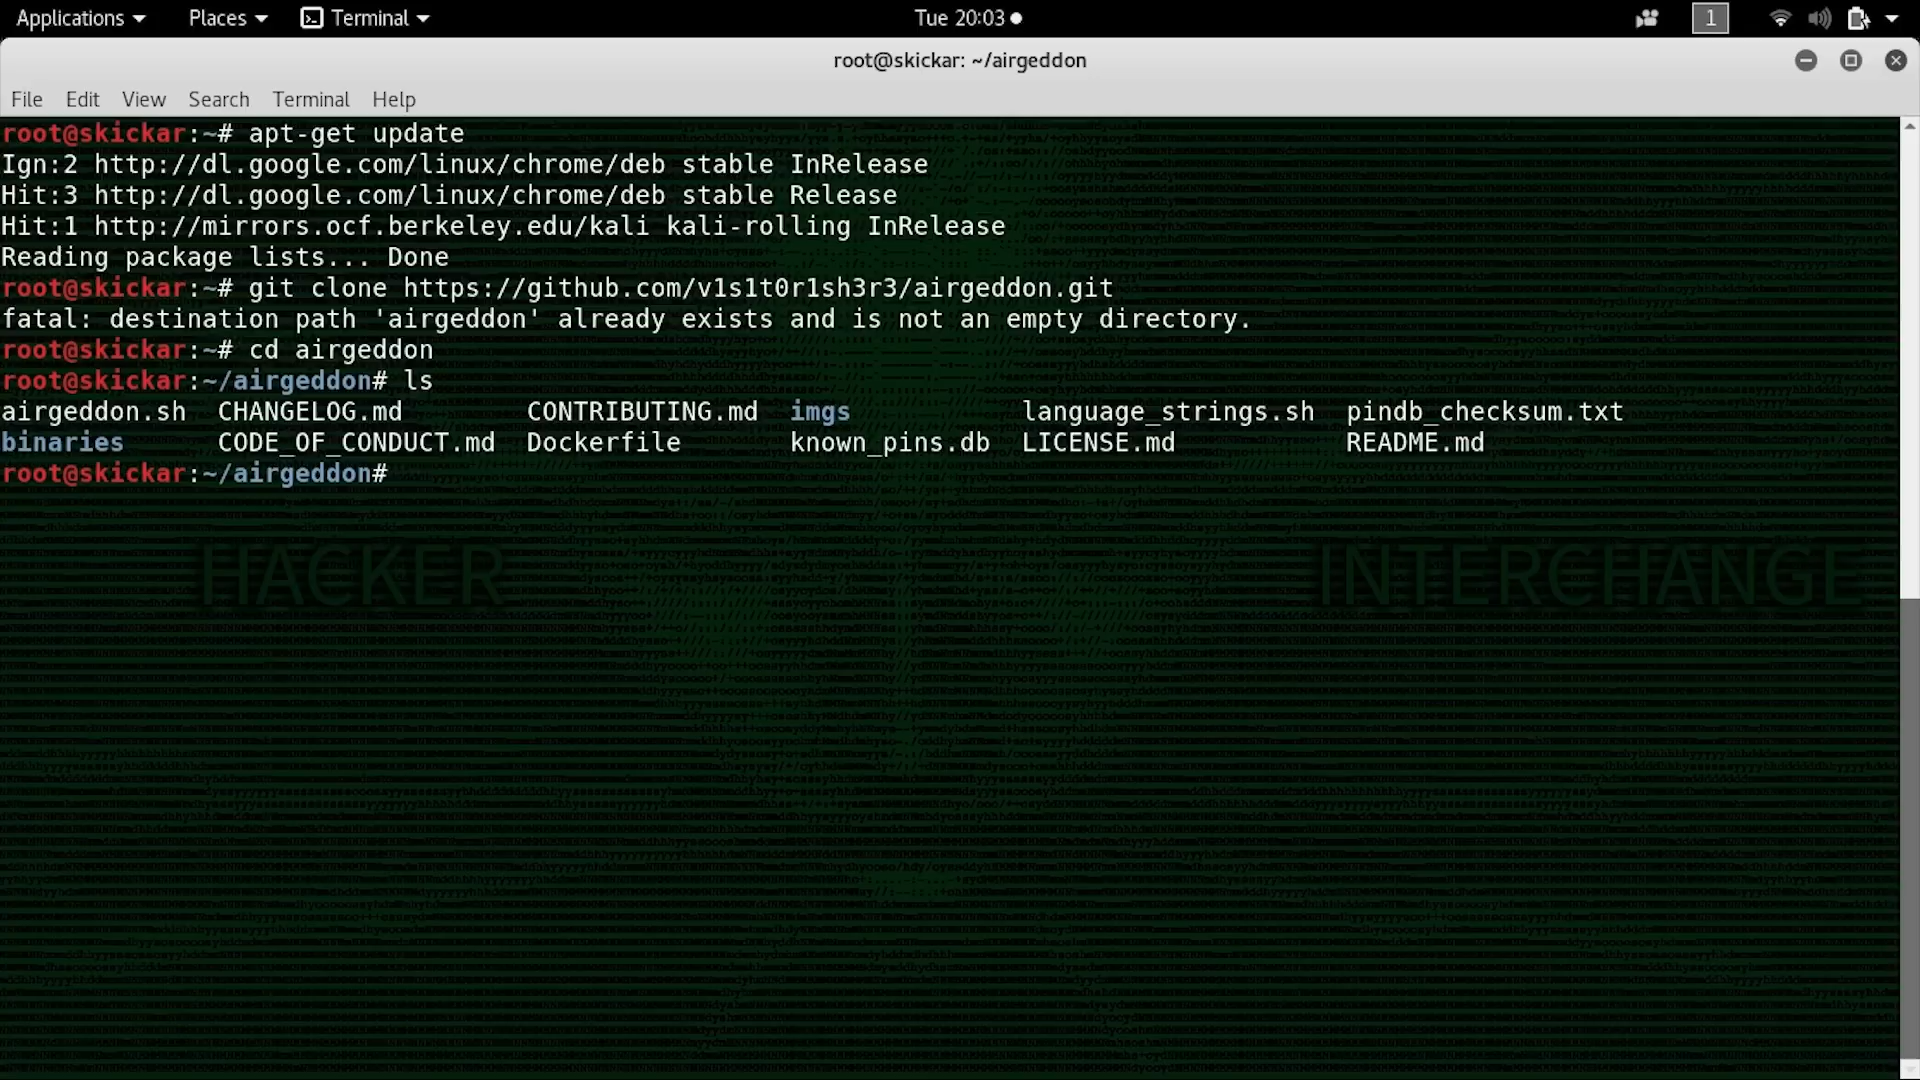 Applications Places Terminal Tue 20:03 1
root@skickar: ~/airgeddon
File Edit View Search Terminal Help
root@skickar:~# apt-get update
Ign:2 http://dl.google.com/linux/chrome/deb stable InRelease
Hit:3 http://dl.google.com/linux/chrome/deb stable Release
Hit:1 http://mirrors.ocf.berkeley.edu/kali kali-rolling InRelease
Reading package lists... Done
root@skickar:~# git clone https://github.com/v1s1t0r1sh3r3/airgeddon.git
fatal: destination path 'airgeddon' already exists and is not an empty directory.
root@skickar:~# cd airgeddon
root@skickar:~/airgeddon# ls
airgeddon.sh CHANGELOG.md CONTRIBUTING.md imgs language_strings.sh pindb_checksum.txt
binaries CODE_OF_CONDUCT.md Dockerfile known_pins.db LICENSE.md README.md
root@skickar:~/airgeddon#
HACKER INTERCHANGE